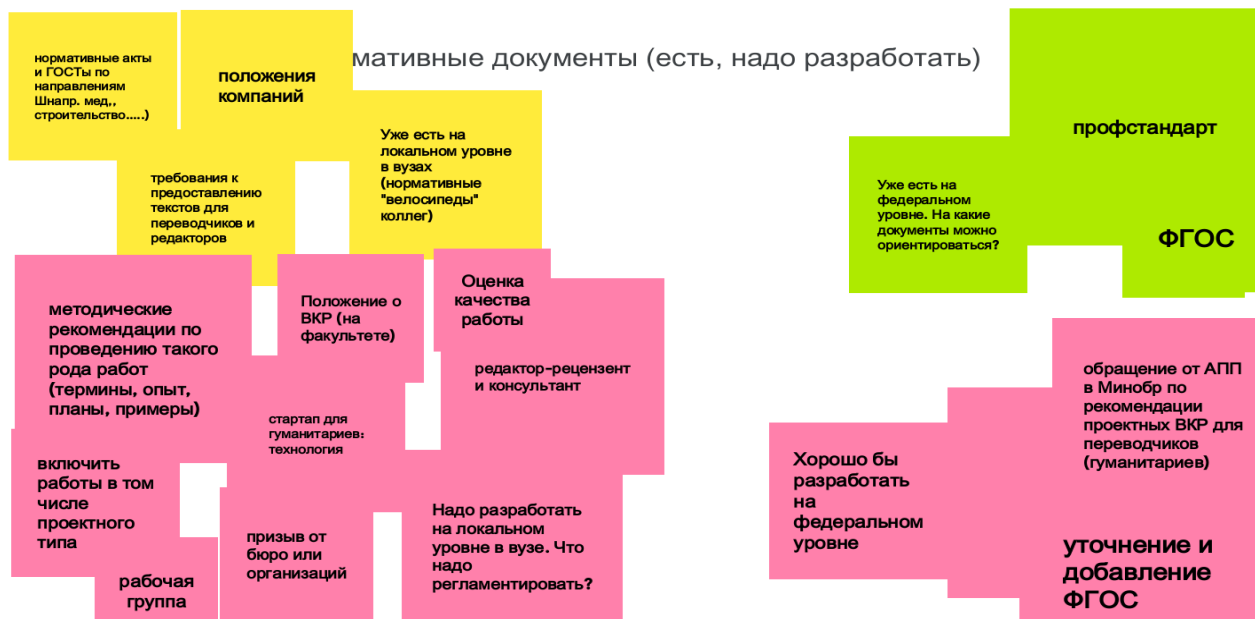 мативные документы (есть, надо разработать)
нормативные акты
и ГОСТы по
направлениям
Шнапр. мед,,
строительство.....)
положения
компаний
требования к
предоставлению
текстов для
переводчиков и
редакторов
Уже есть на
локальном уровне
в вузах
(нормативные
"велосипеды"
коллег)
профстандарт
Уже есть на
федеральном
уровне. На какие
документы можно
ориентироваться?
ФГОС
методические
рекомендации по
проведению такого
рода работ
(термины, опыт,
планы, примеры)
Положение о
ВКР (на
факультете)
Оценка
качества
работы
редактор-рецензент
и консультант
стартап для
гуманитариев:
технология
включить
работы в том
числе
проектного
типа
рабочая
группа
призыв от
бюро или
организаций
Надо разработать
на локальном
уровне в вузе. Что
надо
регламентировать?
обращение от АПП
в Минобр по
рекомендации
проектных ВКР для
переводчиков
(гуманитариев)
Хорошо бы
разработать
на
федеральном
уровне
уточнение и
добавление
ФГОС